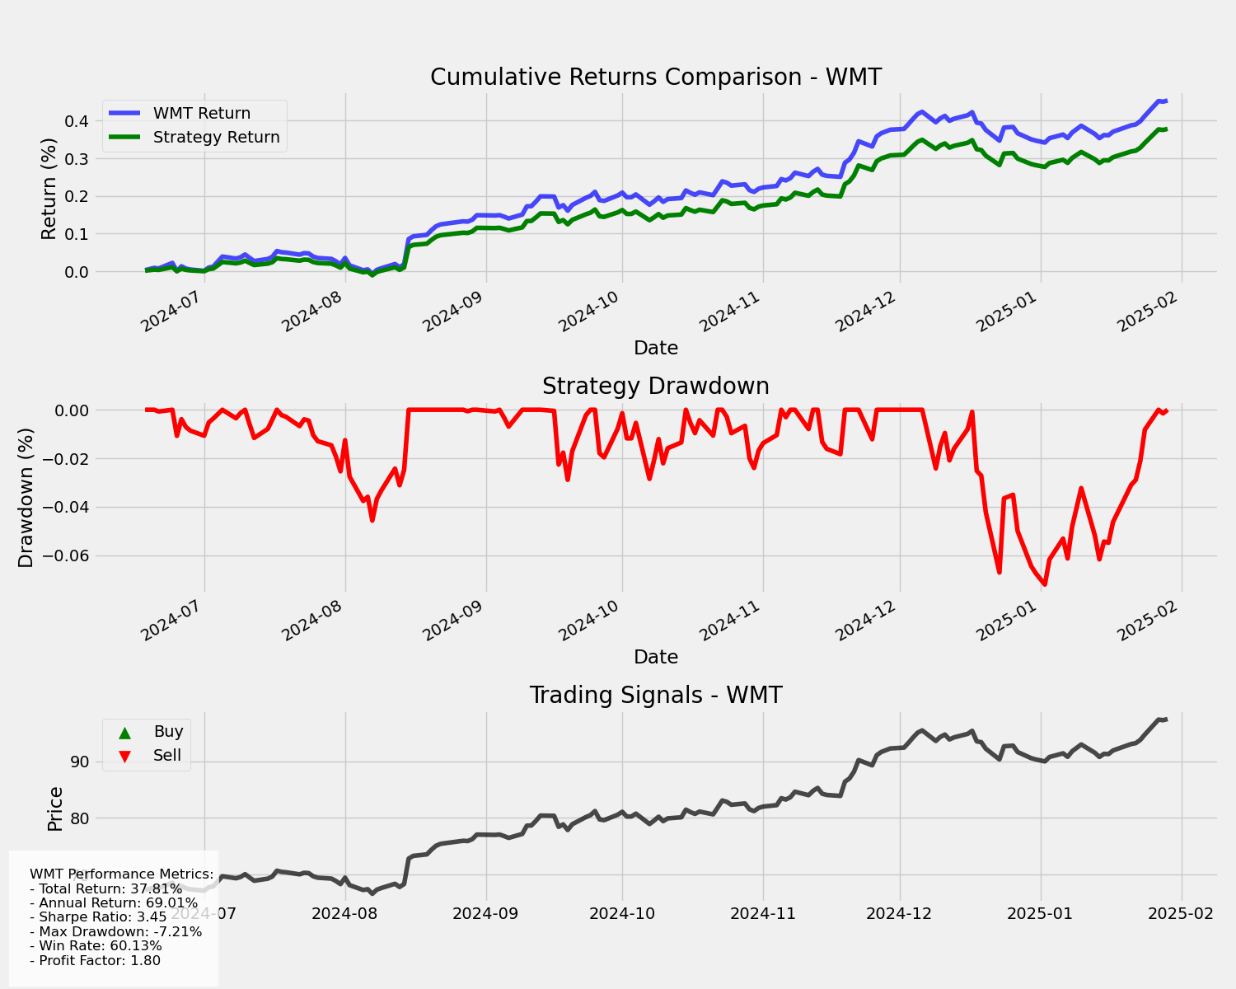 Cumulative Returns Comparison - WMT
WMT Return
Strategy Return
Return (%)
0.4
0.3
0.2
0.1
0.0
2024-07
2024-08
2024-09
2024-10
2024-11
2024-12
2025-01
2025-02
Date
Strategy Drawdown
Drawdown (%)
0.00
−0.02
−0.04
−0.06
2024-07
2024-08
2024-09
2024-10
2024-11
2024-12
2025-01
2025-02
Date
Trading Signals - WMT
Buy
Sell
Price
90
80
WMT Performance Metrics:
- Total Return: 37.81%
- Annual Return: 69.01%
- Sharpe Ratio: 3.45
- Max Drawdown: -7.21%
- Win Rate: 60.13%
- Profit Factor: 1.80
2024-07
2024-08
2024-09
2024-10
2024-11
2024-12
2025-01
2025-02